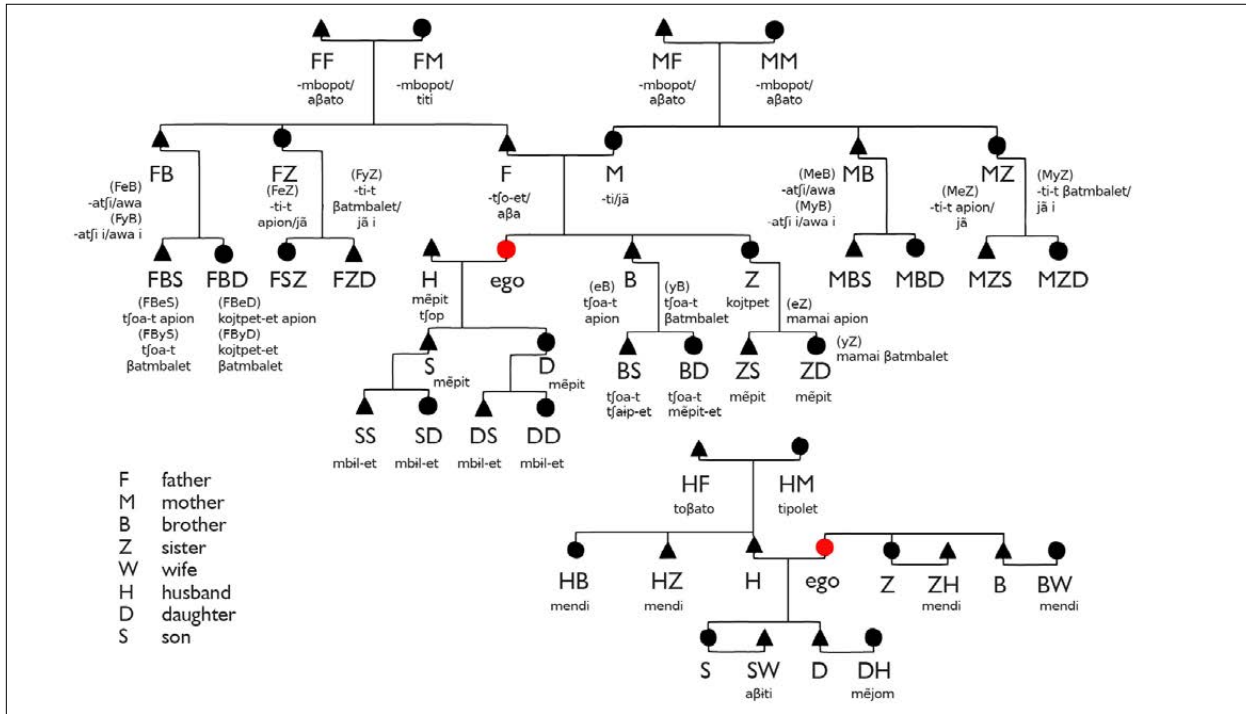 FF FM MF MM
-mbopot/ -mbopot/ -mbopot/ -mbopot/
aβato titi aβato aβato
FB FZ F M MB MZ
(FeB) (FeZ) (FyZ) (MeB) (MeZ) (MyZ)
-atʃi/awa -ti-t -ti-t -tʃo-et/ -ti/jã -atʃi/awa -ti-t apion/ -ti-t βatmbalet/
(FyB) apion/jã βatmbalet/ aβa (MyB) jã jã i
-atʃi i/awa i jã i -atʃi i/awa i
FBS FBD FSZ FZD H ego B Z MBS MBD MZS MZD
(FBeS) (FBeD) mẽpit (eB) (yB) kojtpet (eZ)
tʃoa-t apion kojtpet-et apion tʃop tʃoa-t tʃoa-t mamai apion
(FByS) (FByD) apion βatmbalet (yZ)
tʃoa-t kojtpet-et mamai βatmbalet
βatmbalet βatmbalet
S D BS BD ZS ZD
mẽpit mẽpit tʃoa-t tʃoa-t mẽpit mẽpit
tʃaɨp-et mẽpit-et
SS SD DS DD
mbɨl-et mbɨl-et mbɨl-et mbɨl-et
F father
M mother
B brother
Z sister
W wife
H husband
D daughter
S son
HF HM
toβato tipolet
HB HZ H ego Z ZH B BW
mendi mendi mendi mendi
S SW D DH
aβɨti mẽjom